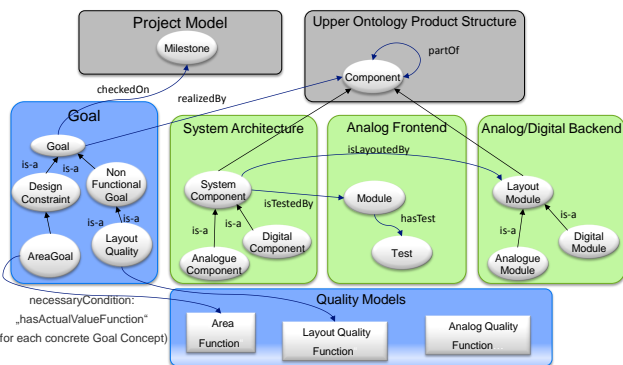 Project Model
Milestone
Upper Ontology Product Structure
partOf
Component
checkedOn
realizedBy
Goal
Goal
is-a
is-a
Design
Constraint
Non
Functional
Goal
is-a
is-a
AreaGoal
Layout
Quality
System Architecture
System
Component
is-a
is-a
Analogue
Component
Digital
Component
isLayoutedBy
isTestedBy
Analog Frontend
Module
hasTest
Test
Analog/Digital Backend
Layout
Module
is-a
is-a
Analogue
Module
Digital
Module
necessaryCondition:
„hasActualValueFunction“
for each concrete Goal Concept)
Quality Models
Area
Function
Layout Quality
Function
Analog Quality
Function